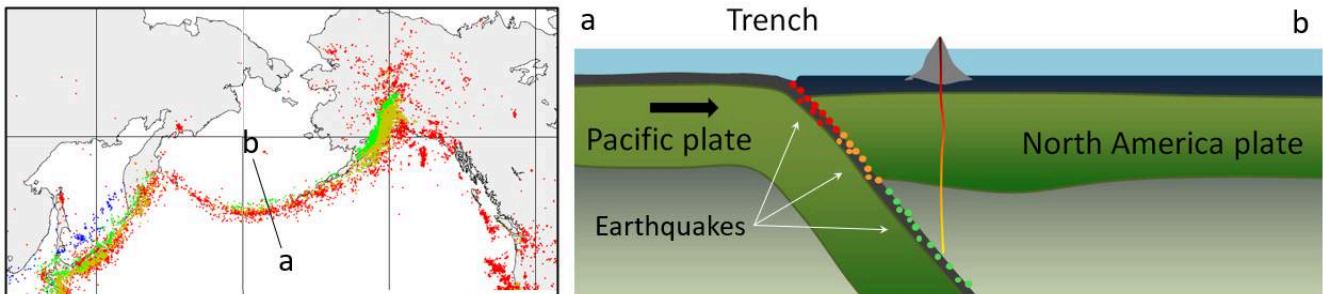 b
a
a
Trench
b
Pacific plate
North America plate
Earthquakes